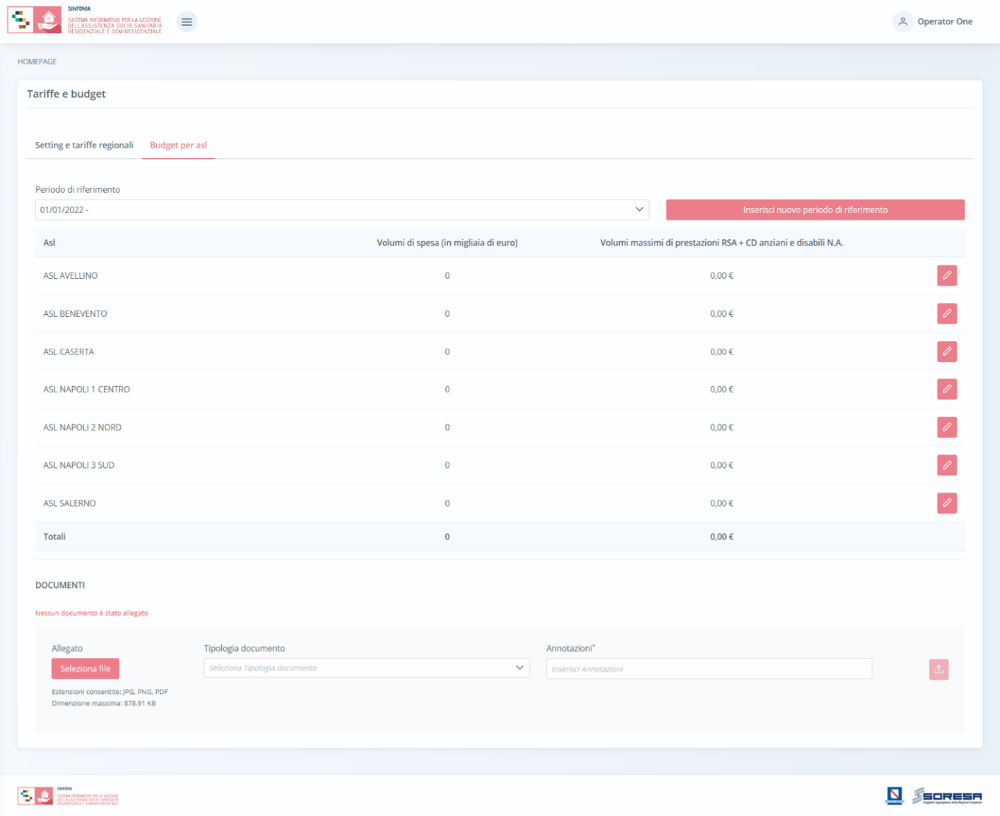 SINFONIA
SISTEMA INFORMATIVO PER LA GESTIONE
DELL'ASSISTENZA SOCIO SANITARIA
RESIDENZIALE E SEMIRESIDENZIALE
Operator One
HOMEPAGE
Tariffe e budget
Setting e tariffe regionali Budget per asl
Periodo di riferimento
01/01/2022 -
Inserisci nuovo periodo di riferimento
Asl Volumi di spesa (in migliaia di euro) Volumi massimi di prestazioni RSA + CD anziani e disabili N.A.
ASL AVELLINO 0 0,00 €
ASL BENEVENTO 0 0,00 €
ASL CASERTA 0 0,00 €
ASL NAPOLI 1 CENTRO 0 0,00 €
ASL NAPOLI 2 NORD 0 0,00 €
ASL NAPOLI 3 SUD 0 0,00 €
ASL SALERNO 0 0,00 €
Totali 0 0,00 €
DOCUMENTI
Nessun documento è stato allegato
Allegato Tipologia documento Annotazioni*
Seleziona file Seleziona Tipologia documento Inserisci Annotazioni
Estensioni consentite: JPG, PNG, PDF
Dimenzione massima: 878.91 KB
SINFONIA
SISTEMA INFORMATIVO PER LA GESTIONE
DELL'ASSISTENZA SOCIO SANITARIA
RESIDENZIALE E SEMIRESIDENZIALE
SORESA
Soggetto Aggregatore della Regione Campania